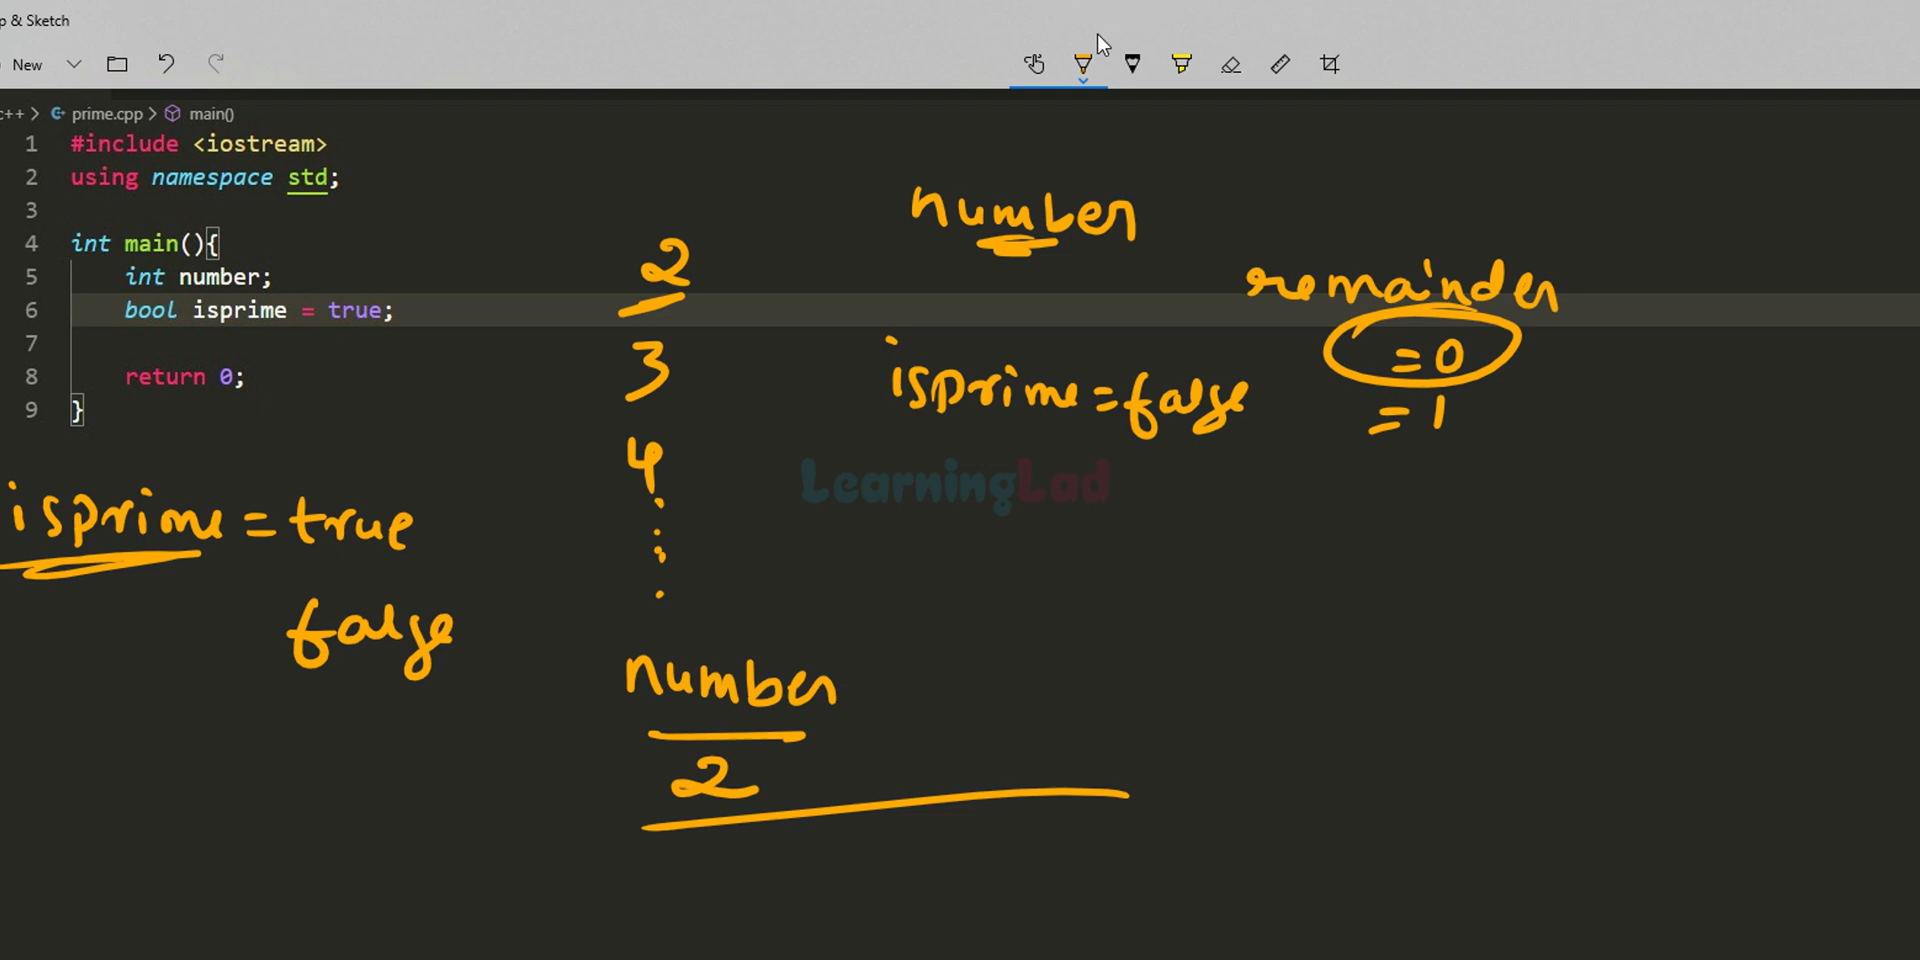 p & Sketch
New
c++ > prime.cpp > main()
1 #include <iostream>
2 using namespace std;
3
4 int main(){
5 int number;
6 bool isprime = true;
7
8 return 0;
9 }
number
2
remainder
3
= 0
isprime = false
= 1
4
LearningLad
isprime = true
false
number
2